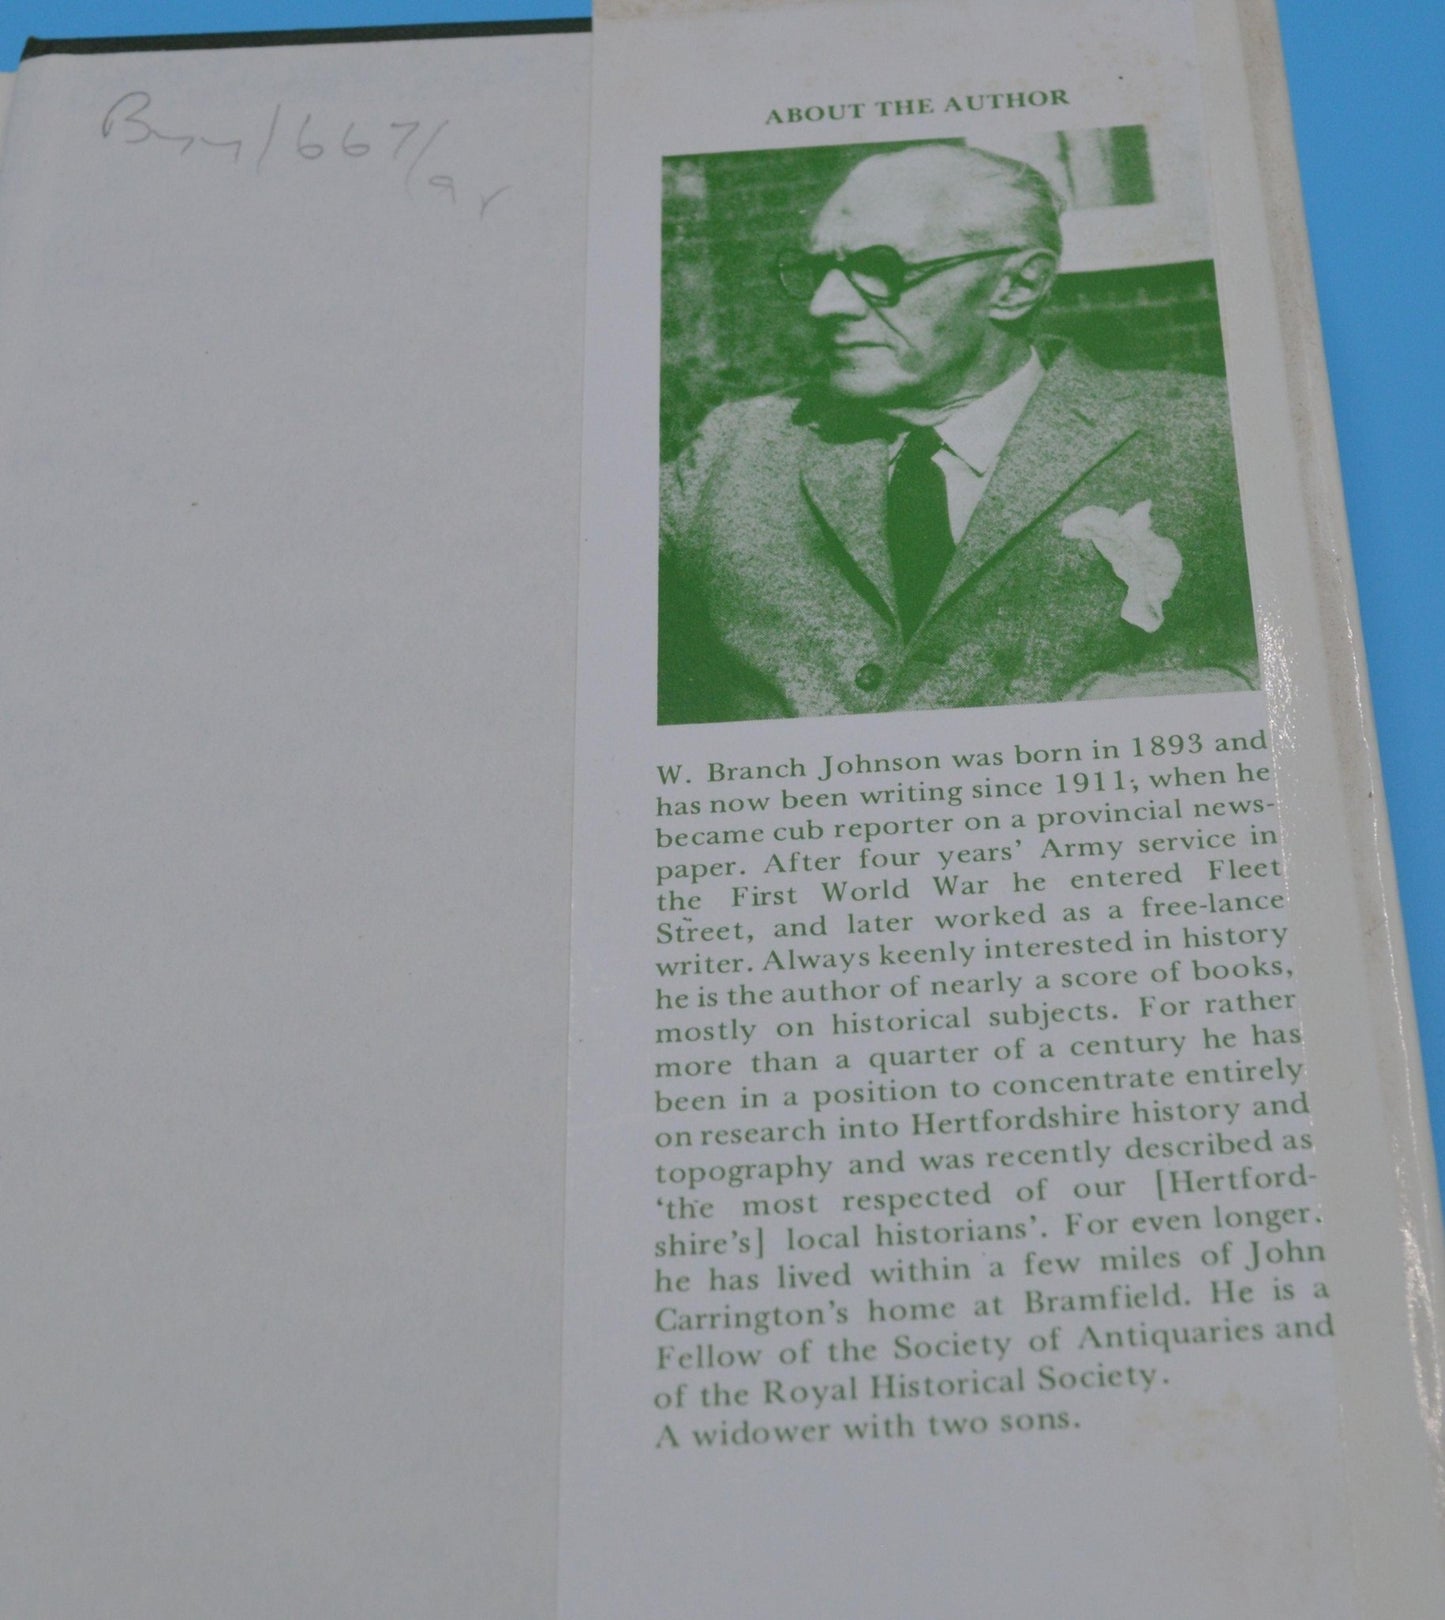 667/
ABOUT THE AUTHOR
W. Branch Johnson was born in 1893 and
has now been writing since 1911, when he
became cub reporter on a provincial news-
paper. After four years' Army service in
the First World War he entered Fleet
Street, and later worked as a free-lance
writer. Always keenly interested in history
he is the author of nearly a score of books,
mostly on historical subjects. For rather
more than a quarter of a century he has
been in a position to concentrate entirely
on research into Hertfordshire history and
topography and was recently described as
'the most respected of our [Hertford-
shire's] local historians'. For even longer,
he has lived within a few miles of John
Carrington's home at Bramfield. He is a
Fellow of the Society of Antiquaries and
of the Royal Historical Society.
A widower with two sons.